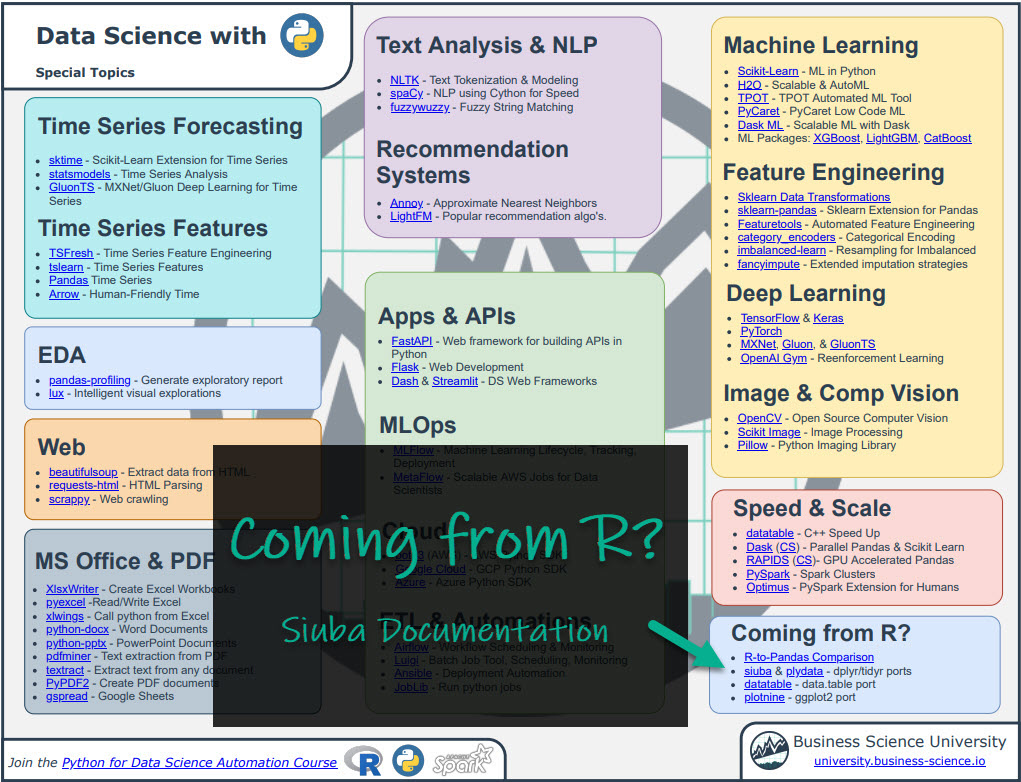 Data Science with
Special Topics
Time Series Forecasting
sktime - Scikit-Learn Extension for Time Series
statsmodels - Time Series Analysis
GluonTS - MXNet/Gluon Deep Learning for Time
Series
Time Series Features
TSFresh - Time Series Feature Engineering
tslearn - Time Series Features
Pandas Time Series
Arrow - Human-Friendly Time
EDA
pandas-profiling - Generate exploratory report
lux - Intelligent visual explorations
Web
beautifulsoup - Extract data from HTML
requests-html - HTML Parsing
scrappy - Web crawling
MS Office & PDF
XlsxWriter - Create Excel Workbooks
pyexcel -Read/Write Excel
xlwings - Call python from Excel
python-docx - Word Documents
python-pptx - PowerPoint Documents
pdfminer - Text extraction from PDF
textract - Extract text from any document
PyPDF2 - Create PDF documents
gspread - Google Sheets
Text Analysis & NLP
NLTK - Text Tokenization & Modeling
spaCy - NLP using Cython for Speed
fuzzywuzzy - Fuzzy String Matching
Recommendation
Systems
Annoy - Approximate Nearest Neighbors
LightFM - Popular recommendation algo's.
Apps & APIs
FastAPI - Web framework for building APIs in
Python
Flask - Web Development
Dash & Streamlit - DS Web Frameworks
MLOps
MLFlow - Machine Learning Lifecycle, Tracking,
Deployment
MetaFlow - Scalable AWS Jobs for Data
Scientists
Cloud
(AWS)
Google Cloud - GCP Python SDK
Azure - Azure Python SDK
ETL & Automations
Airflow - Workflow Scheduling & Monitoring
Luigi - Batch Job Tool, Scheduling, Monitoring
Ansible - Deployment Automation
JobLib - Run python jobs
Coming from R?
Siuba Documentation
Machine Learning
Scikit-Learn - ML in Python
H2O - Scalable & AutoML
TPOT - TPOT Automated ML Tool
PyCaret - PyCaret Low Code ML
Dask ML - Scalable ML with Dask
ML Packages: XGBoost, LightGBM, CatBoost
Feature Engineering
Sklearn Data Transformations
sklearn-pandas - Sklearn Extension for Pandas
Featuretools - Automated Feature Engineering
category_encoders - Categorical Encoding
imbalanced-learn - Resampling for Imbalanced
fancyimpute - Extended imputation strategies
Deep Learning
TensorFlow & Keras
PyTorch
MXNet, Gluon, & GluonTS
OpenAI Gym - Reenforcement Learning
Image & Comp Vision
OpenCV - Open Source Computer Vision
Scikit Image - Image Processing
Pillow - Python Imaging Library
Speed & Scale
datatable - C++ Speed Up
Dask (CS) - Parallel Pandas & Scikit Learn
RAPIDS (CS)- GPU Accelerated Pandas
PySpark - Spark Clusters
Optimus - PySpark Extension for Humans
Coming from R?
R-to-Pandas Comparison
siuba & plydata - dplyr/tidyr ports
datatable - data.table port
plotnine - ggplot2 port
Join the Python for Data Science Automation Course
R
APACHE Spark
Business Science University
university.business-science.io